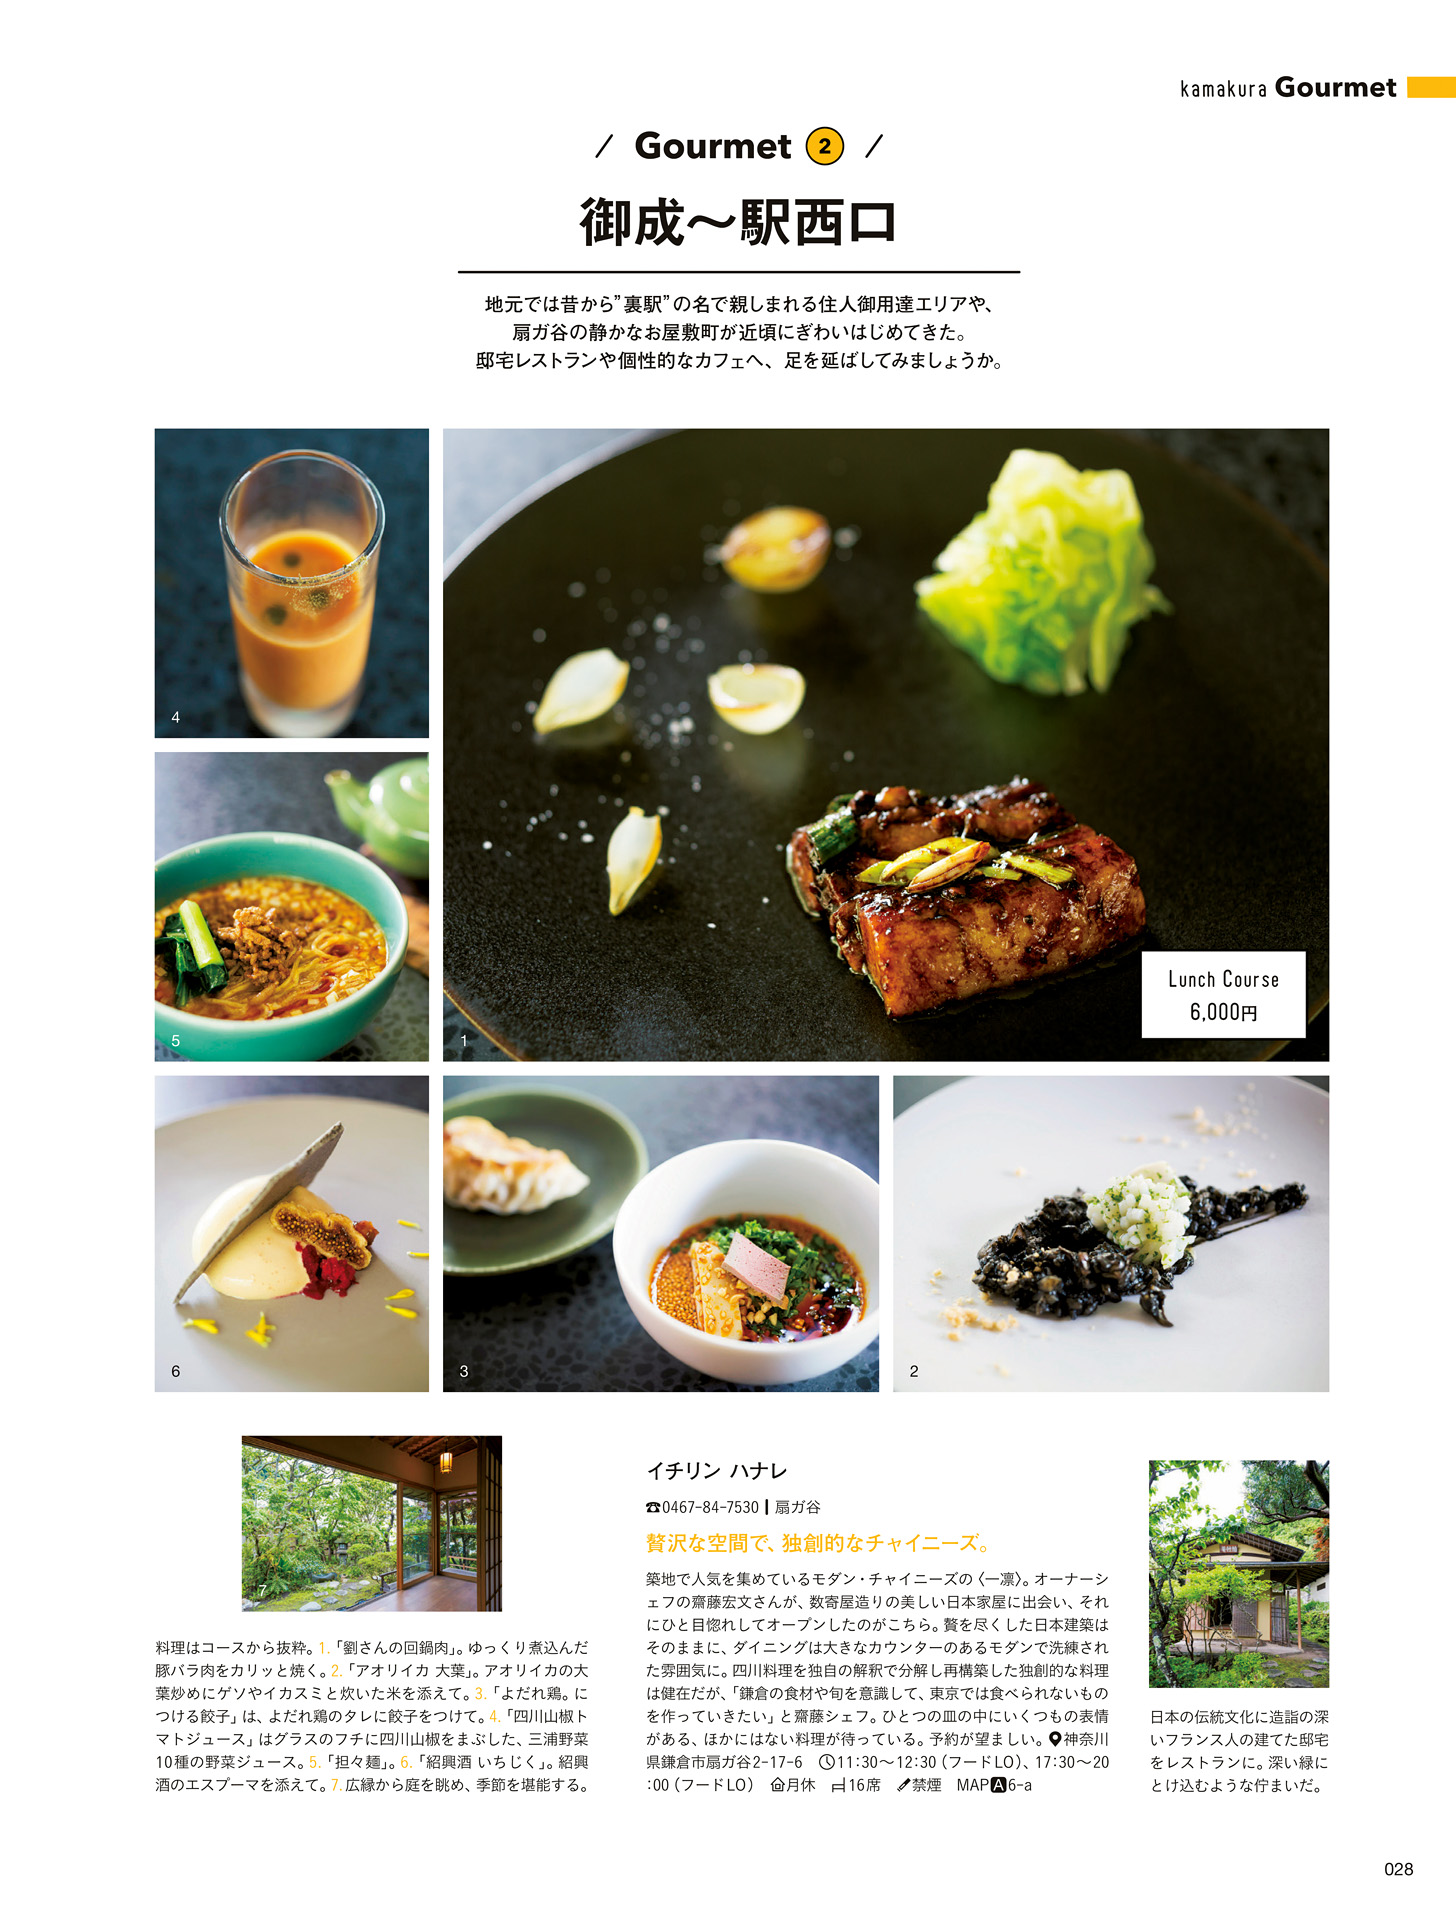 kamakura Gourmet
Gourmet 2
御成〜駅西口
地元では昔から”裏駅”の名で親しまれる住人御用達エリアや、
扇ガ谷の静かなお屋敷町が近頃にぎわいはじめてきた。
邸宅レストランや個性的なカフェへ、足を延ばしてみましょうか。
4
5
1
Lunch Course
6,000円
6
3
2
7
料理はコースから抜粋。1.「劉さんの回鍋肉」。ゆっくり煮込んだ
豚バラ肉をカリッと焼く。2.「アオリイカ 大葉」。アオリイカの大
葉炒めにゲソやイカスミと炊いた米を添えて。3.「よだれ鶏。に
つける餃子」は、よだれ鶏のタレに餃子をつけて。4.「四川山椒ト
マトジュース」はグラスのフチに四川山椒をまぶした、三浦野菜
10種の野菜ジュース。5.「担々麺」。6.「紹興酒 いちじく」。紹興
酒のエスプーマを添えて。7.広縁から庭を眺め、季節を堪能する。
イチリン ハナレ
☎0467-84-7530 | 扇ガ谷
贅沢な空間で、独創的なチャイニーズ。
築地で人気を集めているモダン・チャイニーズの〈一凛〉。オーナーシ
ェフの齋藤宏文さんが、数寄屋造りの美しい日本家屋に出会い、それ
にひと目惚れしてオープンしたのがこちら。贅を尽くした日本建築は
そのままに、ダイニングは大きなカウンターのあるモダンで洗練され
た雰囲気に。四川料理を独自の解釈で分解し再構築した独創的な料理
は健在だが、「鎌倉の食材や旬を意識して、東京では食べられないもの
を作っていきたい」と齋藤シェフ。ひとつの皿の中にいくつもの表情
がある、ほかにはない料理が待っている。予約が望ましい。神奈川
県鎌倉市扇ガ谷2-17-6 11:30〜12:30（フードLO）、17:30〜20
:00（フードLO） 月休 16席 禁煙 MAP A 6-a
日本の伝統文化に造詣の深
いフランス人の建てた邸宅
をレストランに。深い緑に
とけ込むような佇まいだ。
028